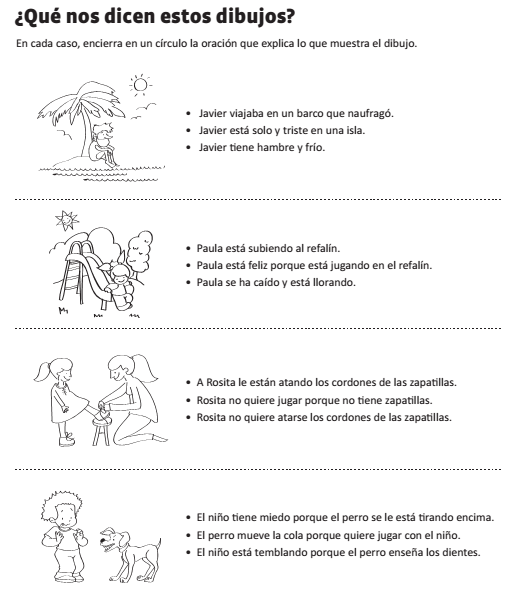 ¿Qué nos dicen estos dibujos?
En cada caso, encierra en un círculo la oración que explica lo que muestra el dibujo.
• Javier viajaba en un barco que naufragó.
• Javier está solo y triste en una isla.
• Javier tiene hambre y frío.
• Paula está subiendo al refalín.
• Paula está feliz porque está jugando en el refalín.
• Paula se ha caído y está llorando.
• A Rosita le están atando los cordones de las zapatillas.
• Rosita no quiere jugar porque no tiene zapatillas.
• Rosita no quiere atarse los cordones de las zapatillas.
• El niño tiene miedo porque el perro se le está tirando encima.
• El perro mueve la cola porque quiere jugar con el niño.
• El niño está temblando porque el perro enseña los dientes.